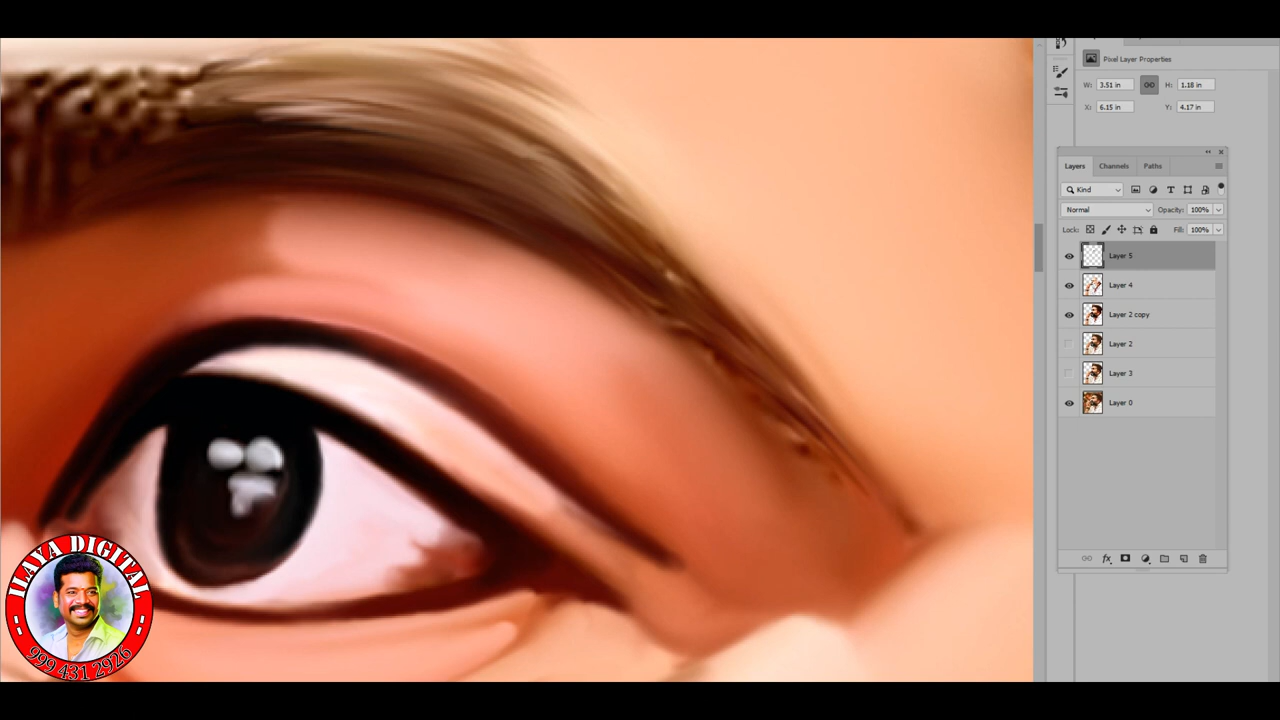 Pixel Layer Properties
W: 3.51 in H: 1.18 in
X: 6.15 in Y: 4.17 in
Layers Channels Paths
Kind
Normal Opacity: 100%
Lock: Fill: 100%
Layer 5
Layer 4
Layer 2 copy
Layer 2
Layer 3
Layer 0
fx
ILAYA DIGITAL
999 431 2926